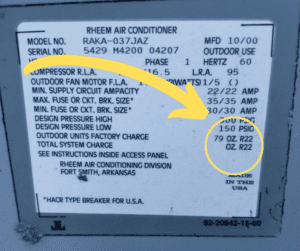 RHEEM AIR CONDITIONER
MODEL NO. RAKA-037JAZ MFD 10/00
SERIAL NO. 5429 M4200 04207 OUTDOOR USE
PHASE 1 HERTZ 60
COMPRESSOR R.L.A. 16.5 L.R.A. 95
OUTDOOR FAN MOTOR F.L.A. 1/5 ()
MIN. SUPPLY CIRCUIT AMPACITY 22/22 AMP
MAX. FUSE OR CKT. BRK. SIZE* 35/35 AMP
MIN. FUSE OR CKT. BRK. SIZE* 30/30 AMP
DESIGN PRESSURE HIGH PSIG
DESIGN PRESSURE LOW 150 PSIG
OUTDOOR UNITS FACTORY CHARGE 79 OZ. R22
TOTAL SYSTEM CHARGE OZ. R22
SEE INSTRUCTIONS INSIDE ACCESS PANEL
RHEEM AIR CONDITIONING DIVISION
FORT SMITH, ARKANSAS
MADE
IN THE
USA
*HACR TYPE BREAKER FOR U.S.A.